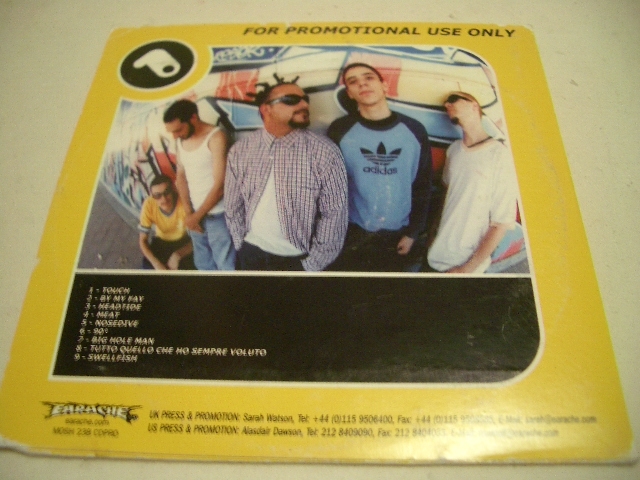 FOR PROMOTIONAL USE ONLY
adidas
1 - TOUCH
2 - BY MY FAY
3 - HEADTIDE
4 - MEAT
5 - NOSEDIVE
6 - 90°
7 - BIG HOLE MAN
8 - TUTTO QUELLO CHE HO SEMPRE VOLUTO
9 - SWELLFISH
EARACHE
earache.com
MOSH 238 CDPRO
UK PRESS & PROMOTION: Sarah Watson, Tel: +44 (0)115 9506400, Fax: +44 (0)115 E-Mail:
US PRESS & PROMOTION: Alasdair Dawson, Tel: 212 8409090, Fax: 212